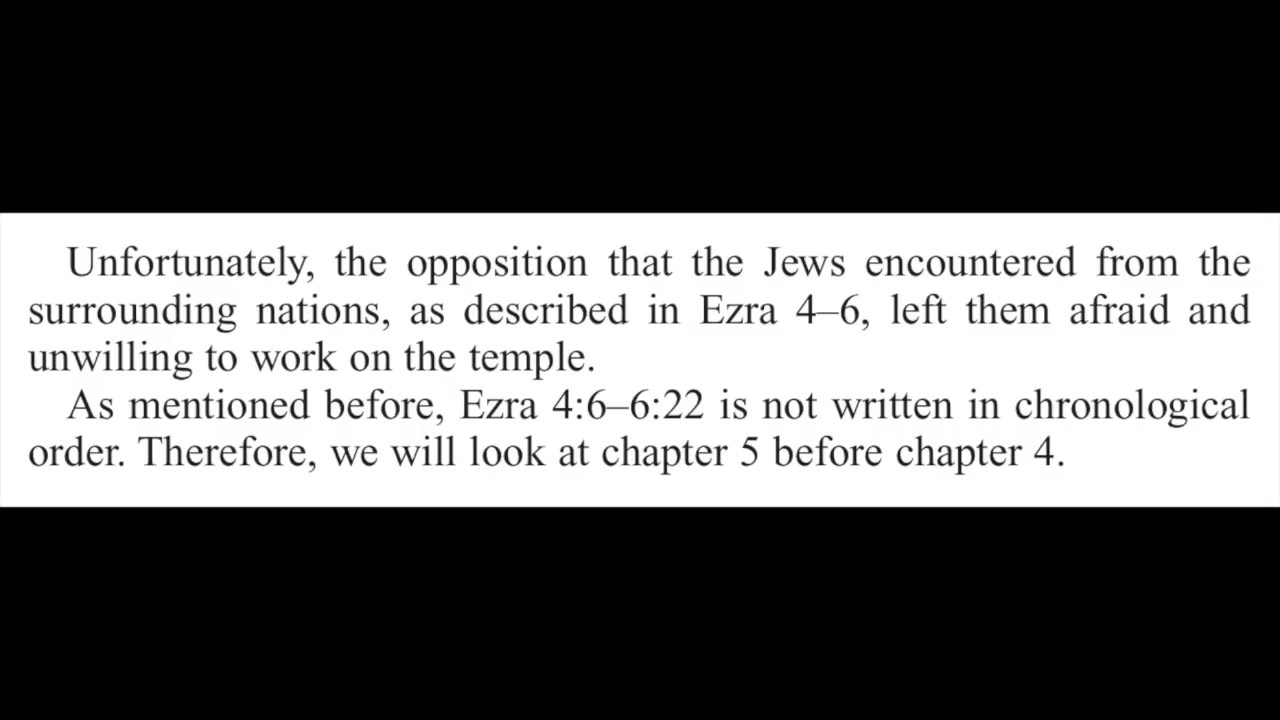 Unfortunately, the opposition that the Jews encountered from the
surrounding nations, as described in Ezra 4–6, left them afraid and
unwilling to work on the temple.
As mentioned before, Ezra 4:6–6:22 is not written in chronological
order. Therefore, we will look at chapter 5 before chapter 4.